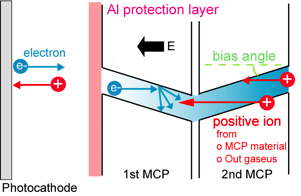 Al protection layer
electron
e-
+
E
bias angle
e-
+
+
positive ion
from
o MCP material
o Out gaseus
1st MCP
2nd MCP
Photocathode